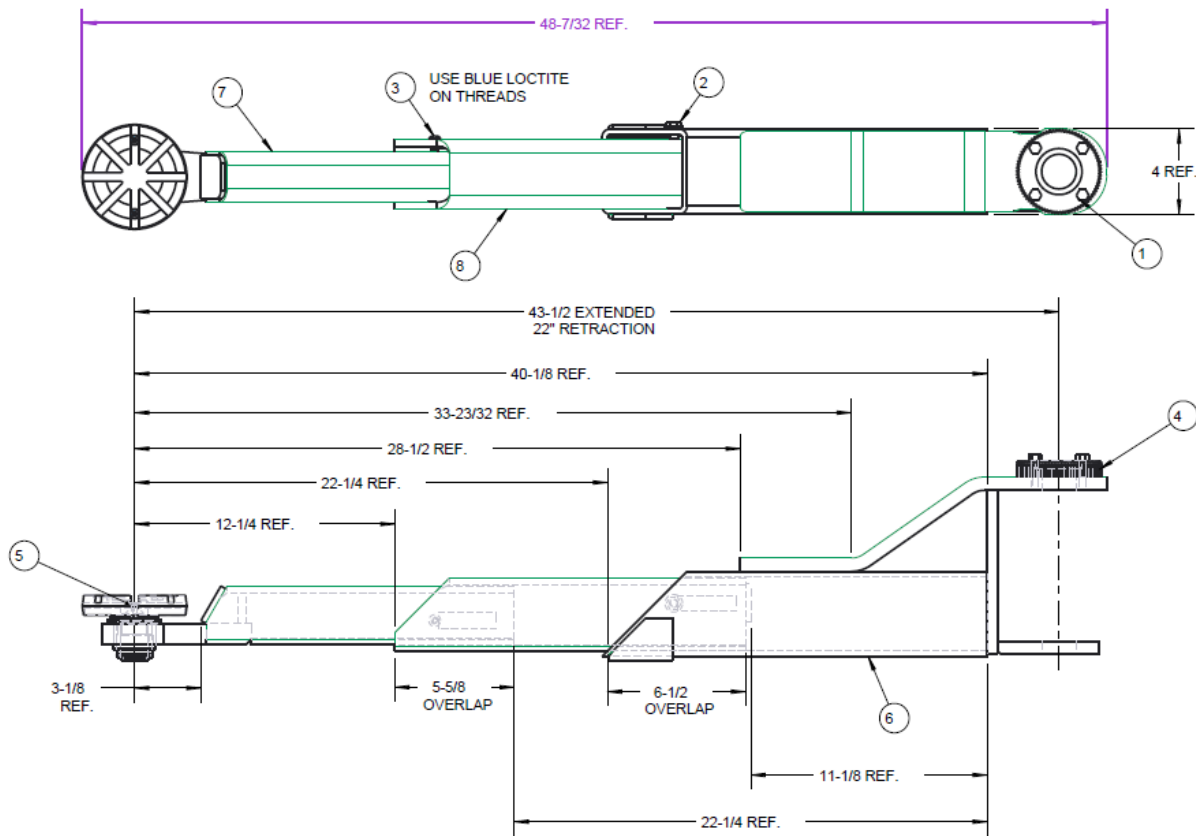 48-7/32 REF.
USE BLUE LOCTITE
ON THREADS
3
2
7
4 REF.
8
1
43-1/2 EXTENDED
22" RETRACTION
40-1/8 REF.
33-23/32 REF.
4
28-1/2 REF.
22-1/4 REF.
12-1/4 REF.
5
3-1/8
REF.
5-5/8
OVERLAP
6-1/2
OVERLAP
6
11-1/8 REF.
22-1/4 REF.